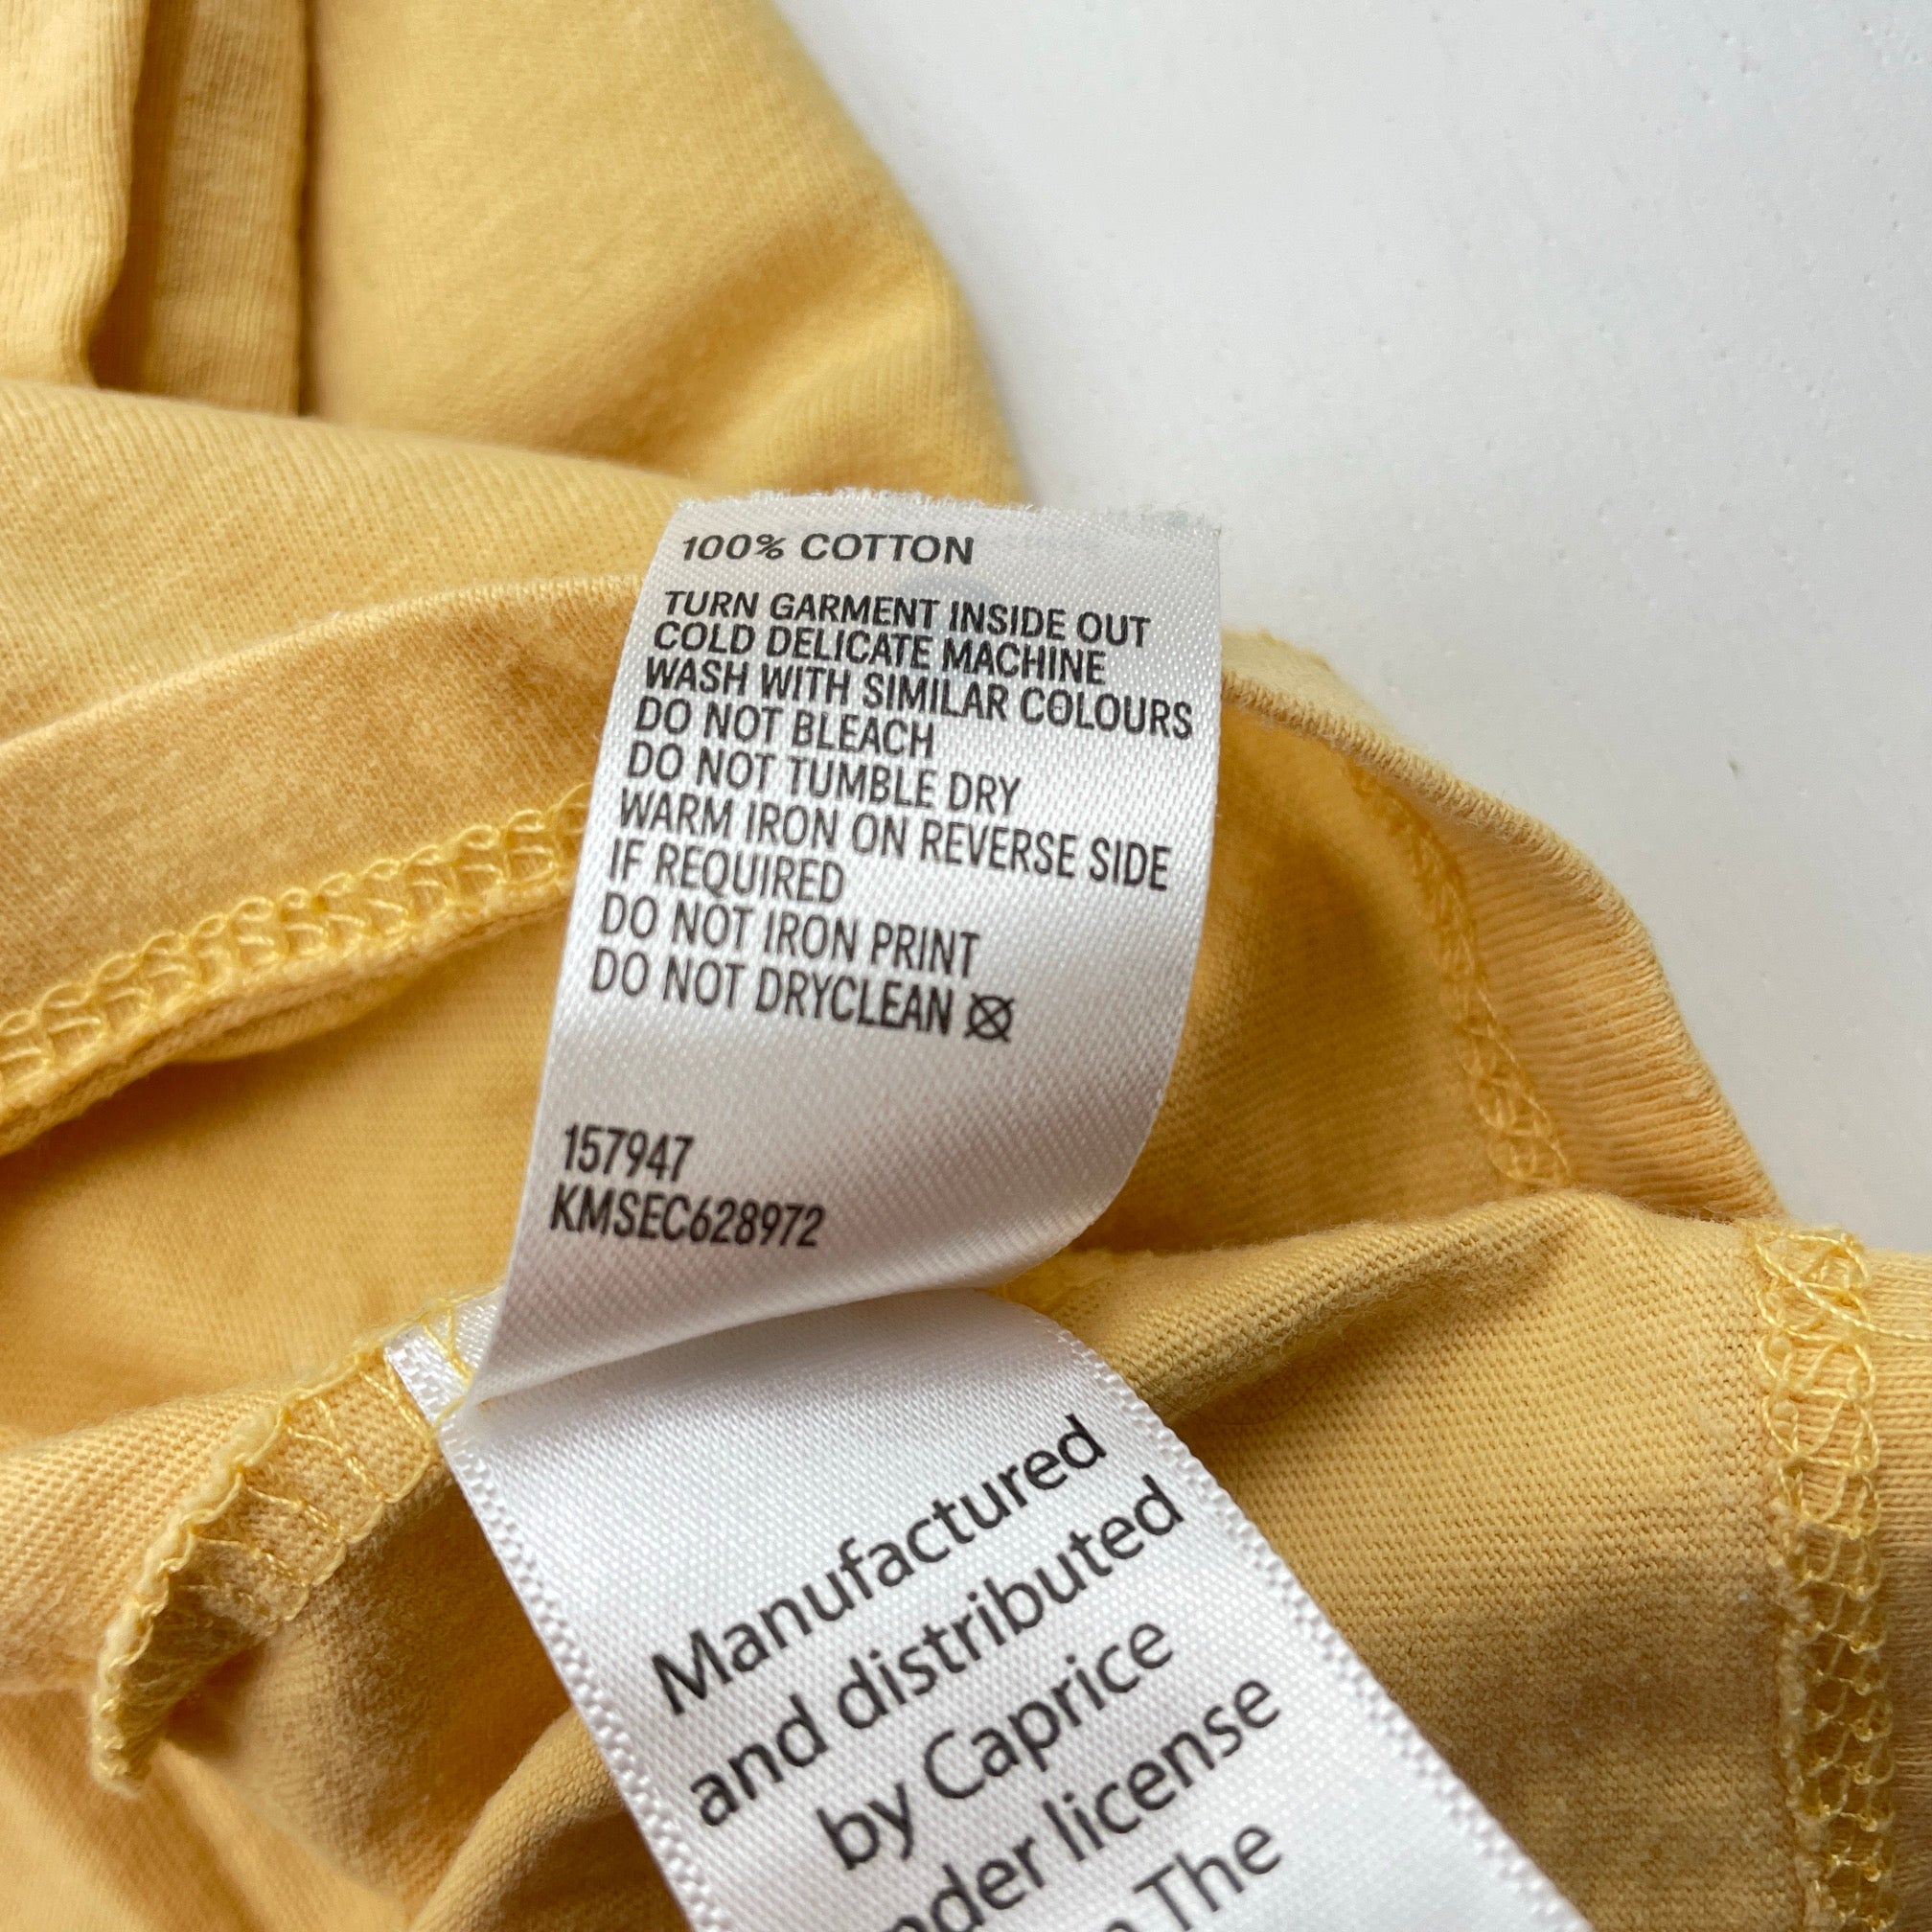 100% COTTON
TURN GARMENT INSIDE OUT
COLD DELICATE MACHINE
WASH WITH SIMILAR COLOURS
DO NOT BLEACH
DO NOT TUMBLE DRY
WARM IRON ON REVERSE SIDE
IF REQUIRED
DO NOT IRON PRINT
DO NOT DRYCLEAN
157947
KMSEC628972
Manufactured
and distributed
by Caprice
license
The